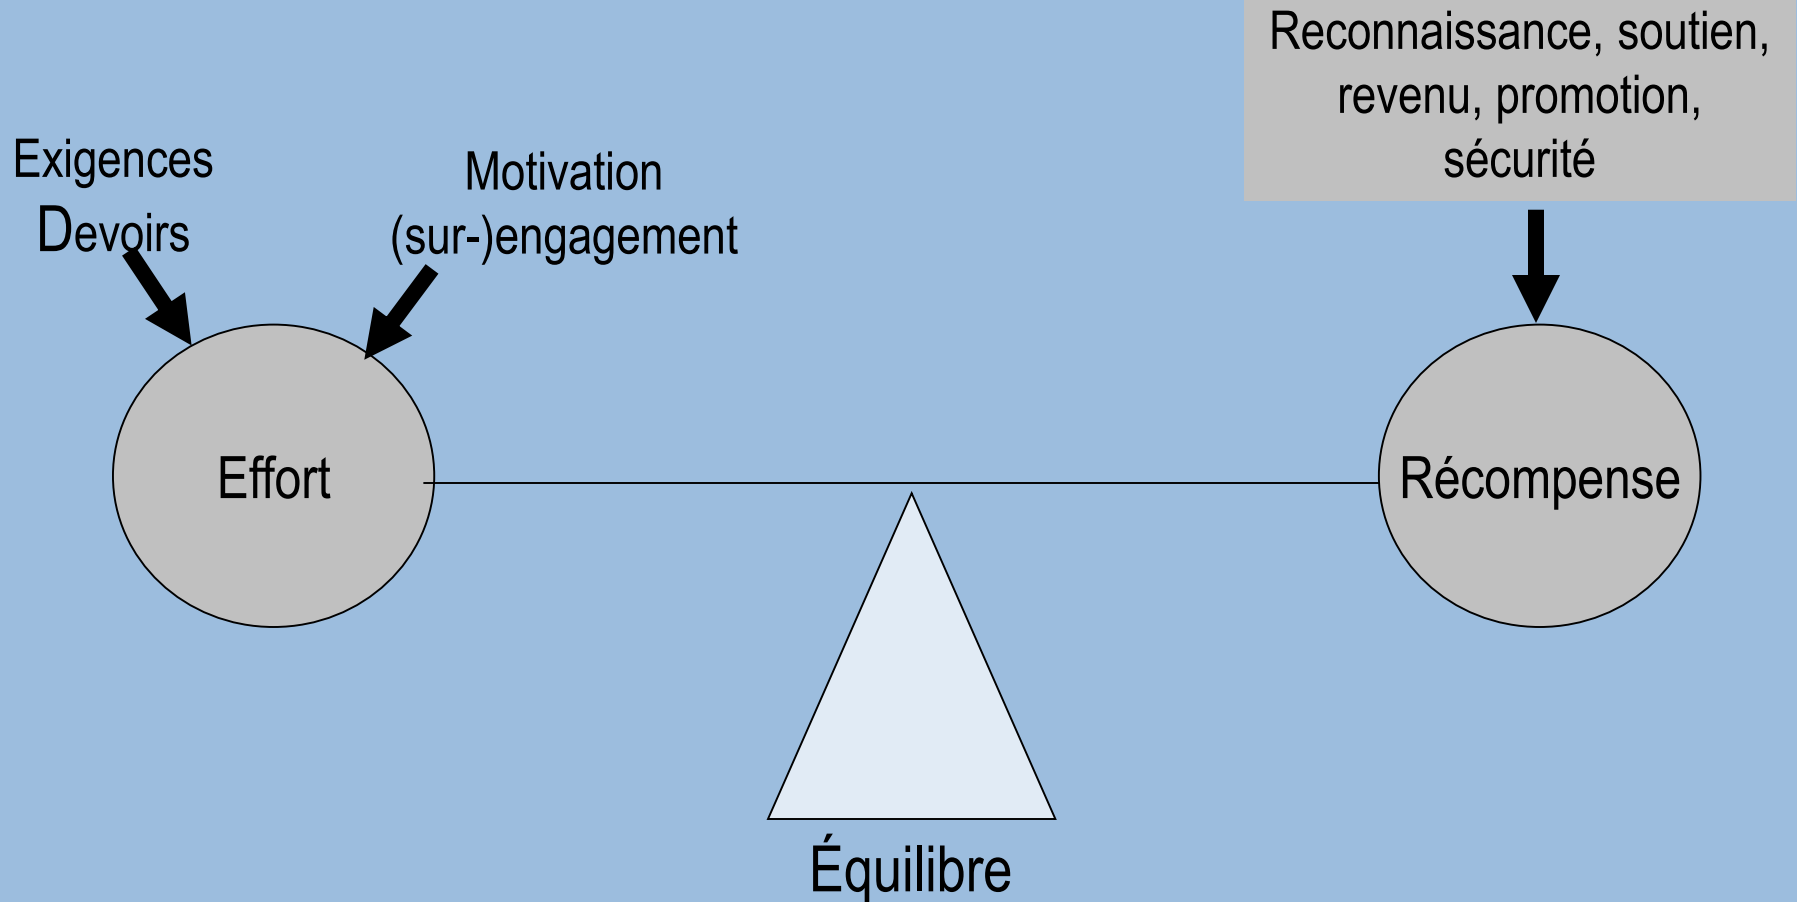 Reconnaissance, soutien,
revenu, promotion,
sécurité
Exigences
Devoirs
Motivation
(sur-)engagement
Effort
Récompense
Équilibre